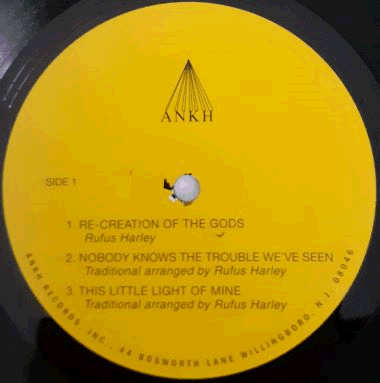 ANKH
SIDE 1
1. RE-CREATION OF THE GODS
Rufus Harley
2. NOBODY KNOWS THE TROUBLE WE'VE SEEN
Traditional arranged by Rufus Harley
3. THIS LITTLE LIGHT OF MINE
Traditional arranged by Rufus Harley
ANKH RECORDS, INC., 44 BOSWORTH LANE WILLINGBORO, N.J. 08046